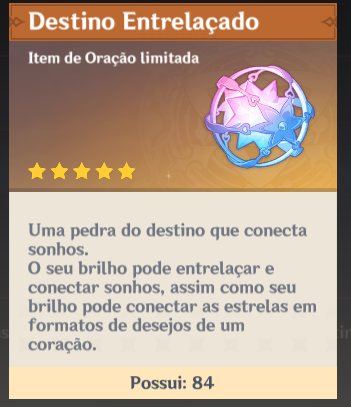 Destino Entrelaçado
Item de Oração limitada
Uma pedra do destino que conecta
sonhos.
O seu brilho pode entrelaçar e
conectar sonhos, assim como seu
brilho pode conectar as estrelas em
formatos de desejos de um
coração.
Possui: 84